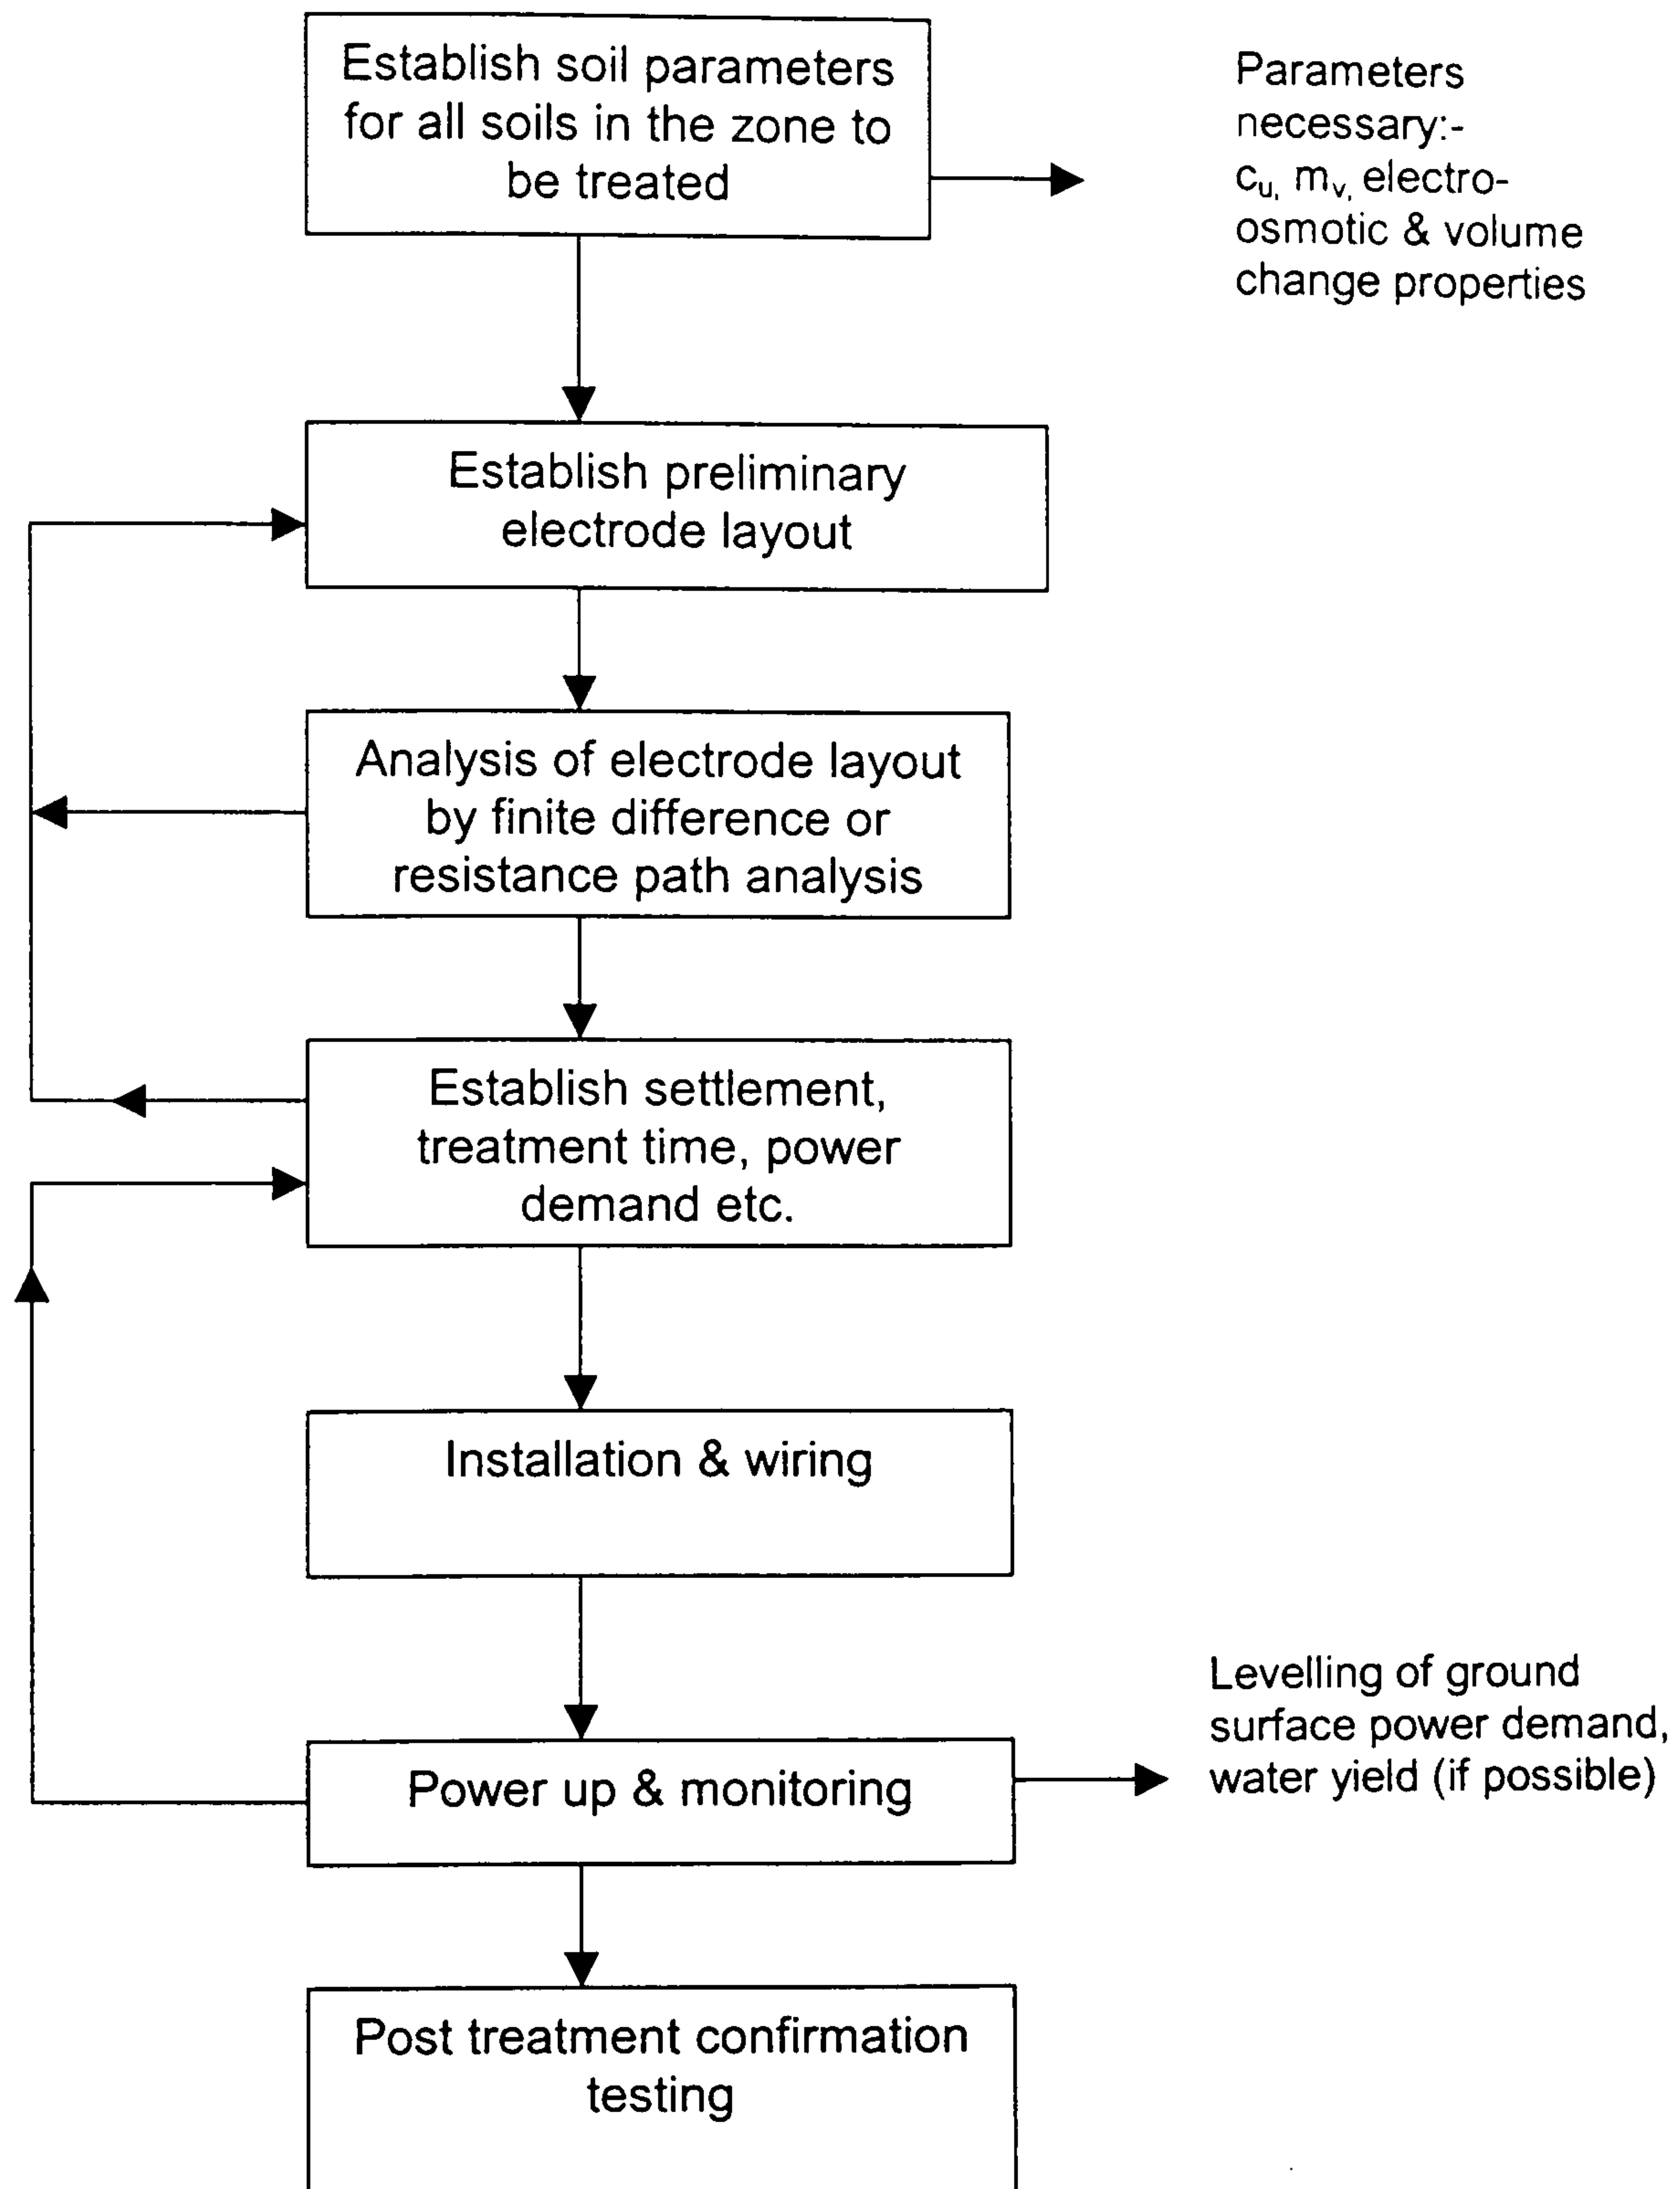 Establish soil parameters
for all soils in the zone to
be treated
Parameters
necessary:-
cu, mv, electro-
osmotic & volume
change properties
Establish preliminary
electrode layout
Analysis of electrode layout
by finite difference or
resistance path analysis
Establish settlement,
treatment time, power
demand etc.
Installation & wiring
Power up & monitoring
Levelling of ground
surface power demand,
water yield (if possible)
Post treatment confirmation
testing